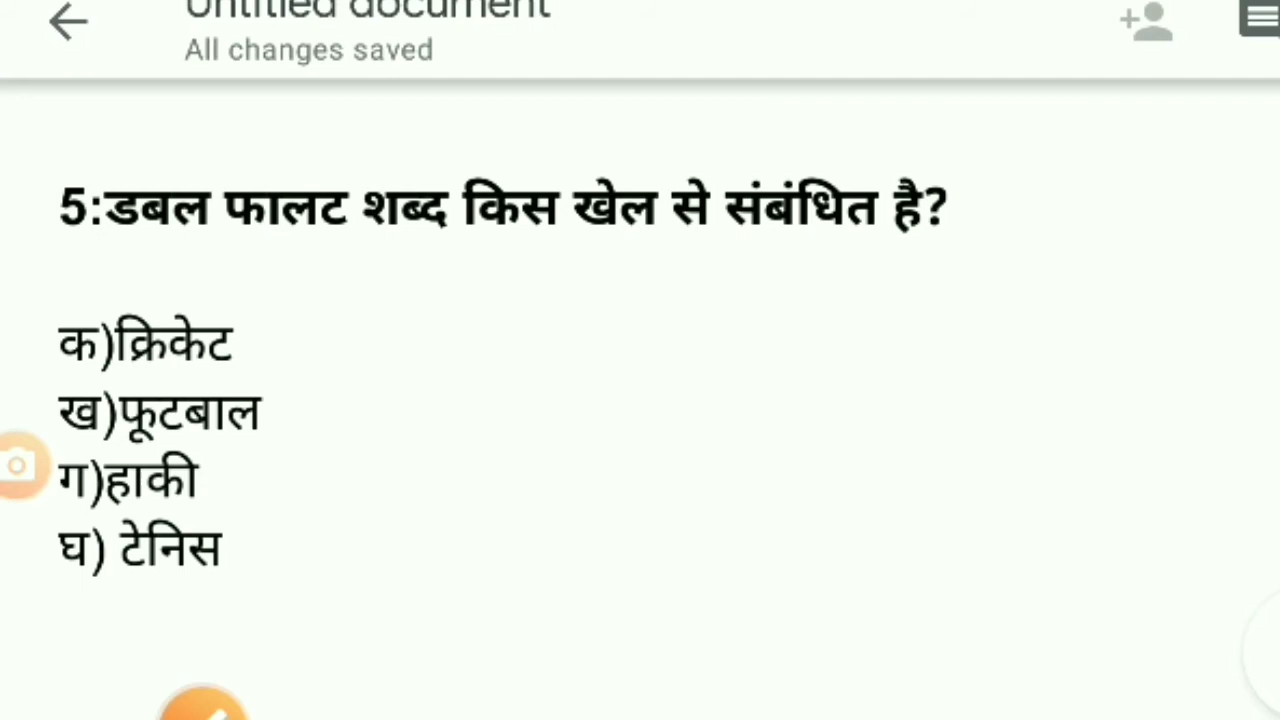 Untitled document
All changes saved
5:डबल फालट शब्द किस खेल से संबंधित है?
क)क्रिकेट
ख)फूटबाल
ग)हाकी
घ) टेनिस